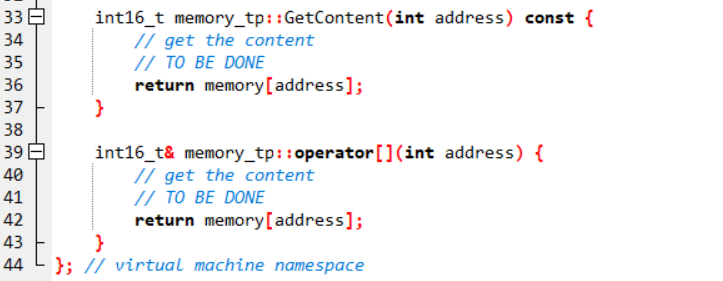 33 int16_t memory_tp::GetContent(int address) const {
34 // get the content
35 // TO BE DONE
36 return memory[address];
37 }
38
39 int16_t& memory_tp::operator[](int address) {
40 // get the content
41 // TO BE DONE
42 return memory[address];
43 }
44 }; // virtual machine namespace